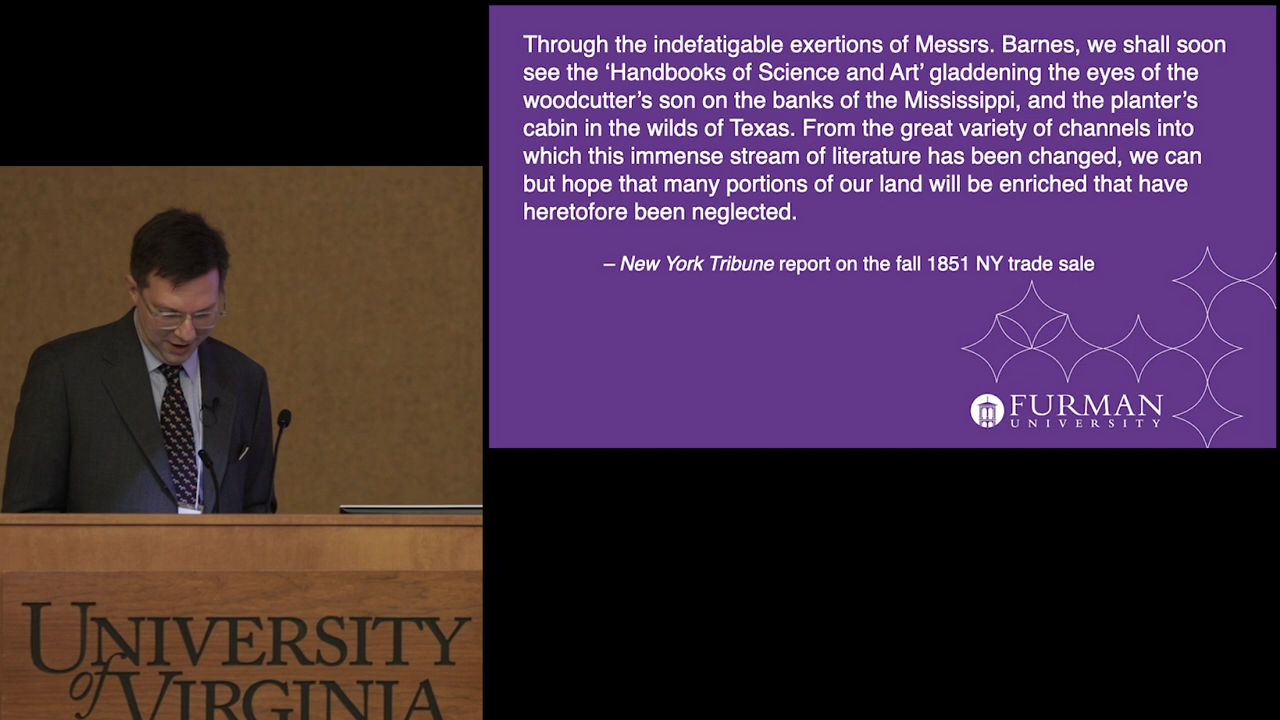 Through the indefatigable exertions of Messrs. Barnes, we shall soon
see the ‘Handbooks of Science and Art’ gladdening the eyes of the
woodcutter’s son on the banks of the Mississippi, and the planter’s
cabin in the wilds of Texas. From the great variety of channels into
which this immense stream of literature has been changed, we can
but hope that many portions of our land will be enriched that have
heretofore been neglected.
– New York Tribune report on the fall 1851 NY trade sale
FURMAN
UNIVERSITY
UNIVERSITY
of VIRGINIA